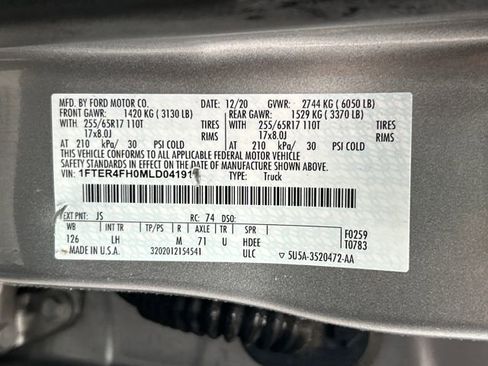 MFD. BY FORD MOTOR CO. 12/20 GVWR: 2744 KG (6050 LB)
FRONT GAWR: 1420 KG (3130 LB) REAR GAWR: 1529 KG (3370 LB)
WITH 255/65R17 110T TIRES WITH 255/65R17 110T TIRES
17x8.0J RIMS 17x8.0J RIMS
AT 210 kPa/ 30 PSI COLD AT 210 kPa/ 30 PSI COLD
THIS VEHICLE CONFORMS TO ALL APPLICABLE FEDERAL MOTOR VEHICLE
SAFETY STANDARDS IN EFFECT ON THE DATE OF MANUFACTURE SHOWN ABOVE.
VIN: 1FTER4FH0MLD04191 TYPE: Truck
EXT PNT: JS RC: 74 DSO:
WB INT TR TP/PS R AXLE TR SPR F0259
126 LH M 71 U HDEE T0783
MADE IN U.S.A. 3202012154541 ULC ▽ 5U5A-3520472-AA